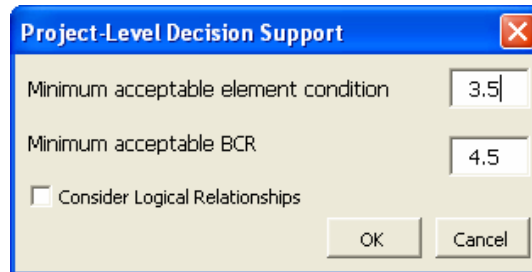 Project-Level Decision Support
Minimum acceptable element condition 3.5
Minimum acceptable BCR 4.5
Consider Logical Relationships
OK Cancel